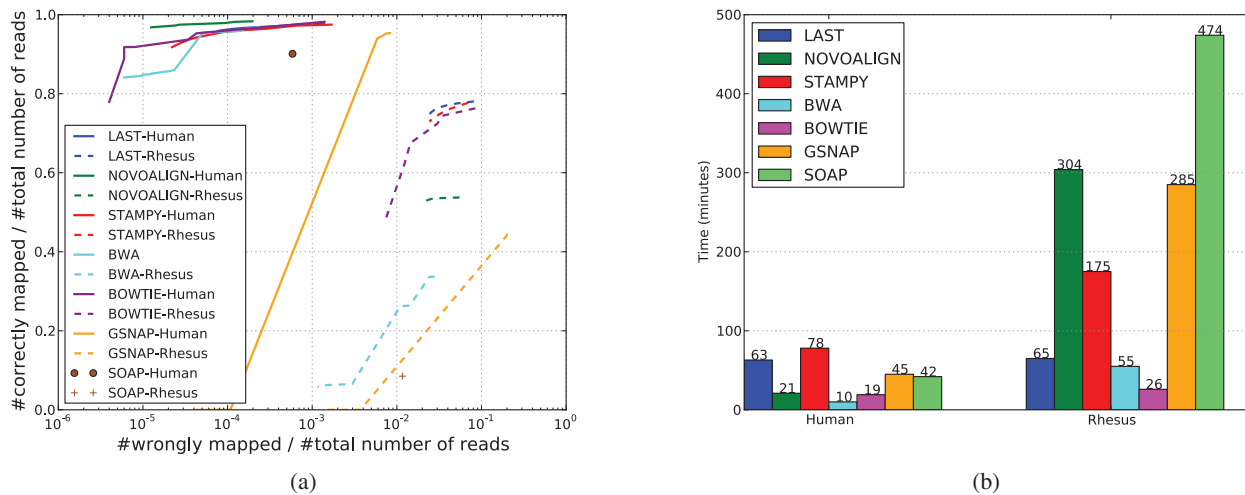 1.0
0.8
0.6
0.4
0.2
0.0
#correctly mapped / #total number of reads
LAST-Human
LAST-Rhesus
NOVOALIGN-Human
NOVOALIGN-Rhesus
STAMPY-Human
STAMPY-Rhesus
BWA
BWA-Rhesus
BOWTIE-Human
BOWTIE-Rhesus
GSNAP-Human
GSNAP-Rhesus
SOAP-Human
SOAP-Rhesus
10⁻⁶ 10⁻⁵ 10⁻⁴ 10⁻³ 10⁻² 10⁻¹ 10⁰
#wrongly mapped / #total number of reads
(a)
500
400
300
200
100
0
Time (minutes)
LAST
NOVOALIGN
STAMPY
BWA
BOWTIE
GSNAP
SOAP
63 21 78 10 19 45 42
65 304 175 55 26 285 474
Human Rhesus
(b)